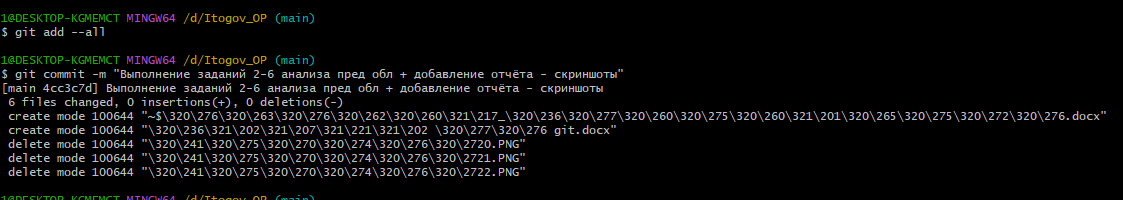 1@DESKTOP-KGMEMCT MINGW64 /d/Itogov_OP (main)
$ git add --all
1@DESKTOP-KGMEMCT MINGW64 /d/Itogov_OP (main)
$ git commit -m "Выполнение заданий 2-6 анализа пред обл + добавление отчёта - скриншоты"
[main 4cc3c7d] Выполнение заданий 2-6 анализа пред обл + добавление отчёта - скриншоты
 6 files changed, 0 insertions(+), 0 deletions(-)
 create mode 100644 "~$\320\276\320\263\320\276\320\262\320\260\321\217_\320\236\320\277\320\260\320\275\320\260\321\201\320\265\320\275\320\272\320\276.docx"
 create mode 100644 "\320\236\321\202\321\207\321\221\321\202 \320\277\320\276 git.docx"
 delete mode 100644 "\320\241\320\275\320\270\320\274\320\276\320\2720.PNG"
 delete mode 100644 "\320\241\320\275\320\270\320\274\320\276\320\2721.PNG"
 delete mode 100644 "\320\241\320\275\320\270\320\274\320\276\320\2722.PNG"
1@DESKTOP-KGMEMCT MINGW64 /d/Itogov_OP (main)